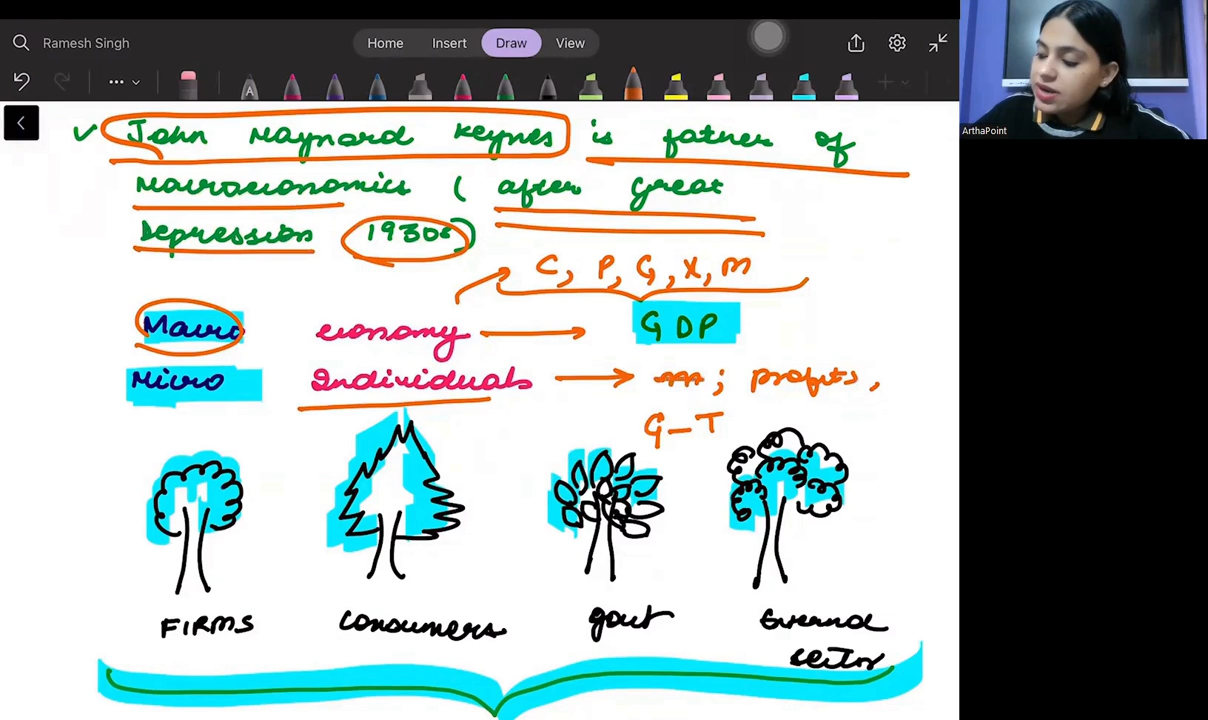 Ramesh Singh
Home Insert Draw View
A
ArthaPoint
✓ John Maynard Keynes is father of
Macroeconomics ( after Great
Depression 1930s)
C, P, G, X, M
Macro economy → GDP
Micro Individuals → ; profits,
G-T
FIRMS consumers govt External
sector